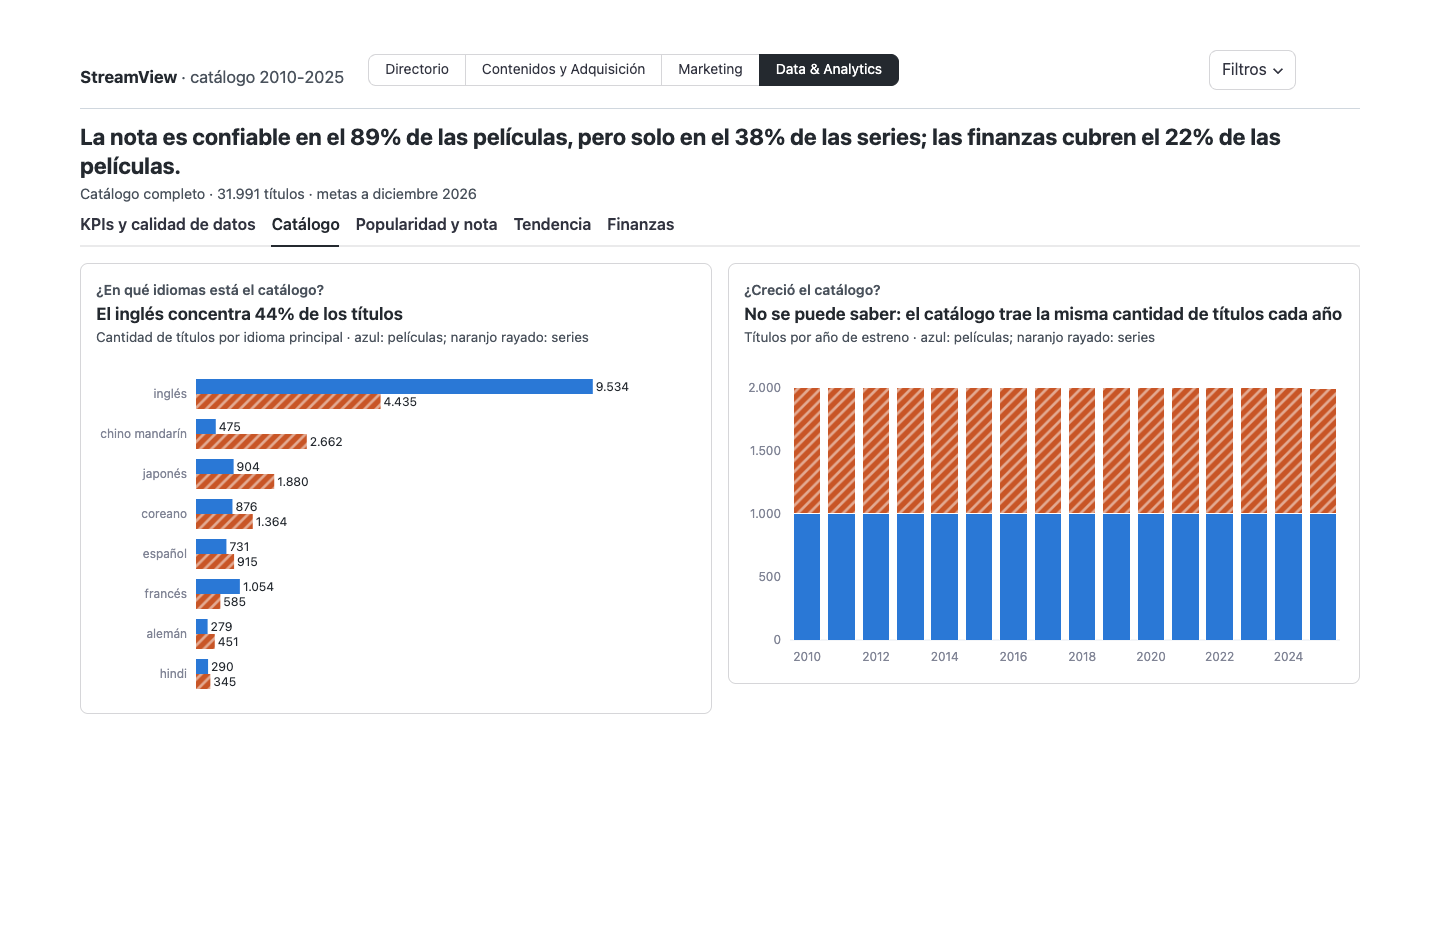 StreamView · catálogo 2010-2025
Directorio
Contenidos y Adquisición
Marketing
Data & Analytics
Filtros
La nota es confiable en el 89% de las películas, pero solo en el 38% de las series; las finanzas cubren el 22% de las
películas.
Catálogo completo · 31.991 títulos · metas a diciembre 2026
KPIs y calidad de datos
Catálogo
Popularidad y nota
Tendencia
Finanzas
¿En qué idiomas está el catálogo?
El inglés concentra 44% de los títulos
Cantidad de títulos por idioma principal · azul: películas; naranjo rayado: series
inglés
9.534
4.435
chino mandarín
475
2.662
japonés
904
1.880
coreano
876
1.364
español
731
915
francés
1.054
585
alemán
279
451
hindi
290
345
¿Creció el catálogo?
No se puede saber: el catálogo trae la misma cantidad de títulos cada año
Títulos por año de estreno · azul: películas; naranjo rayado: series
2.000
1.500
1.000
500
0
2010
2012
2014
2016
2018
2020
2022
2024